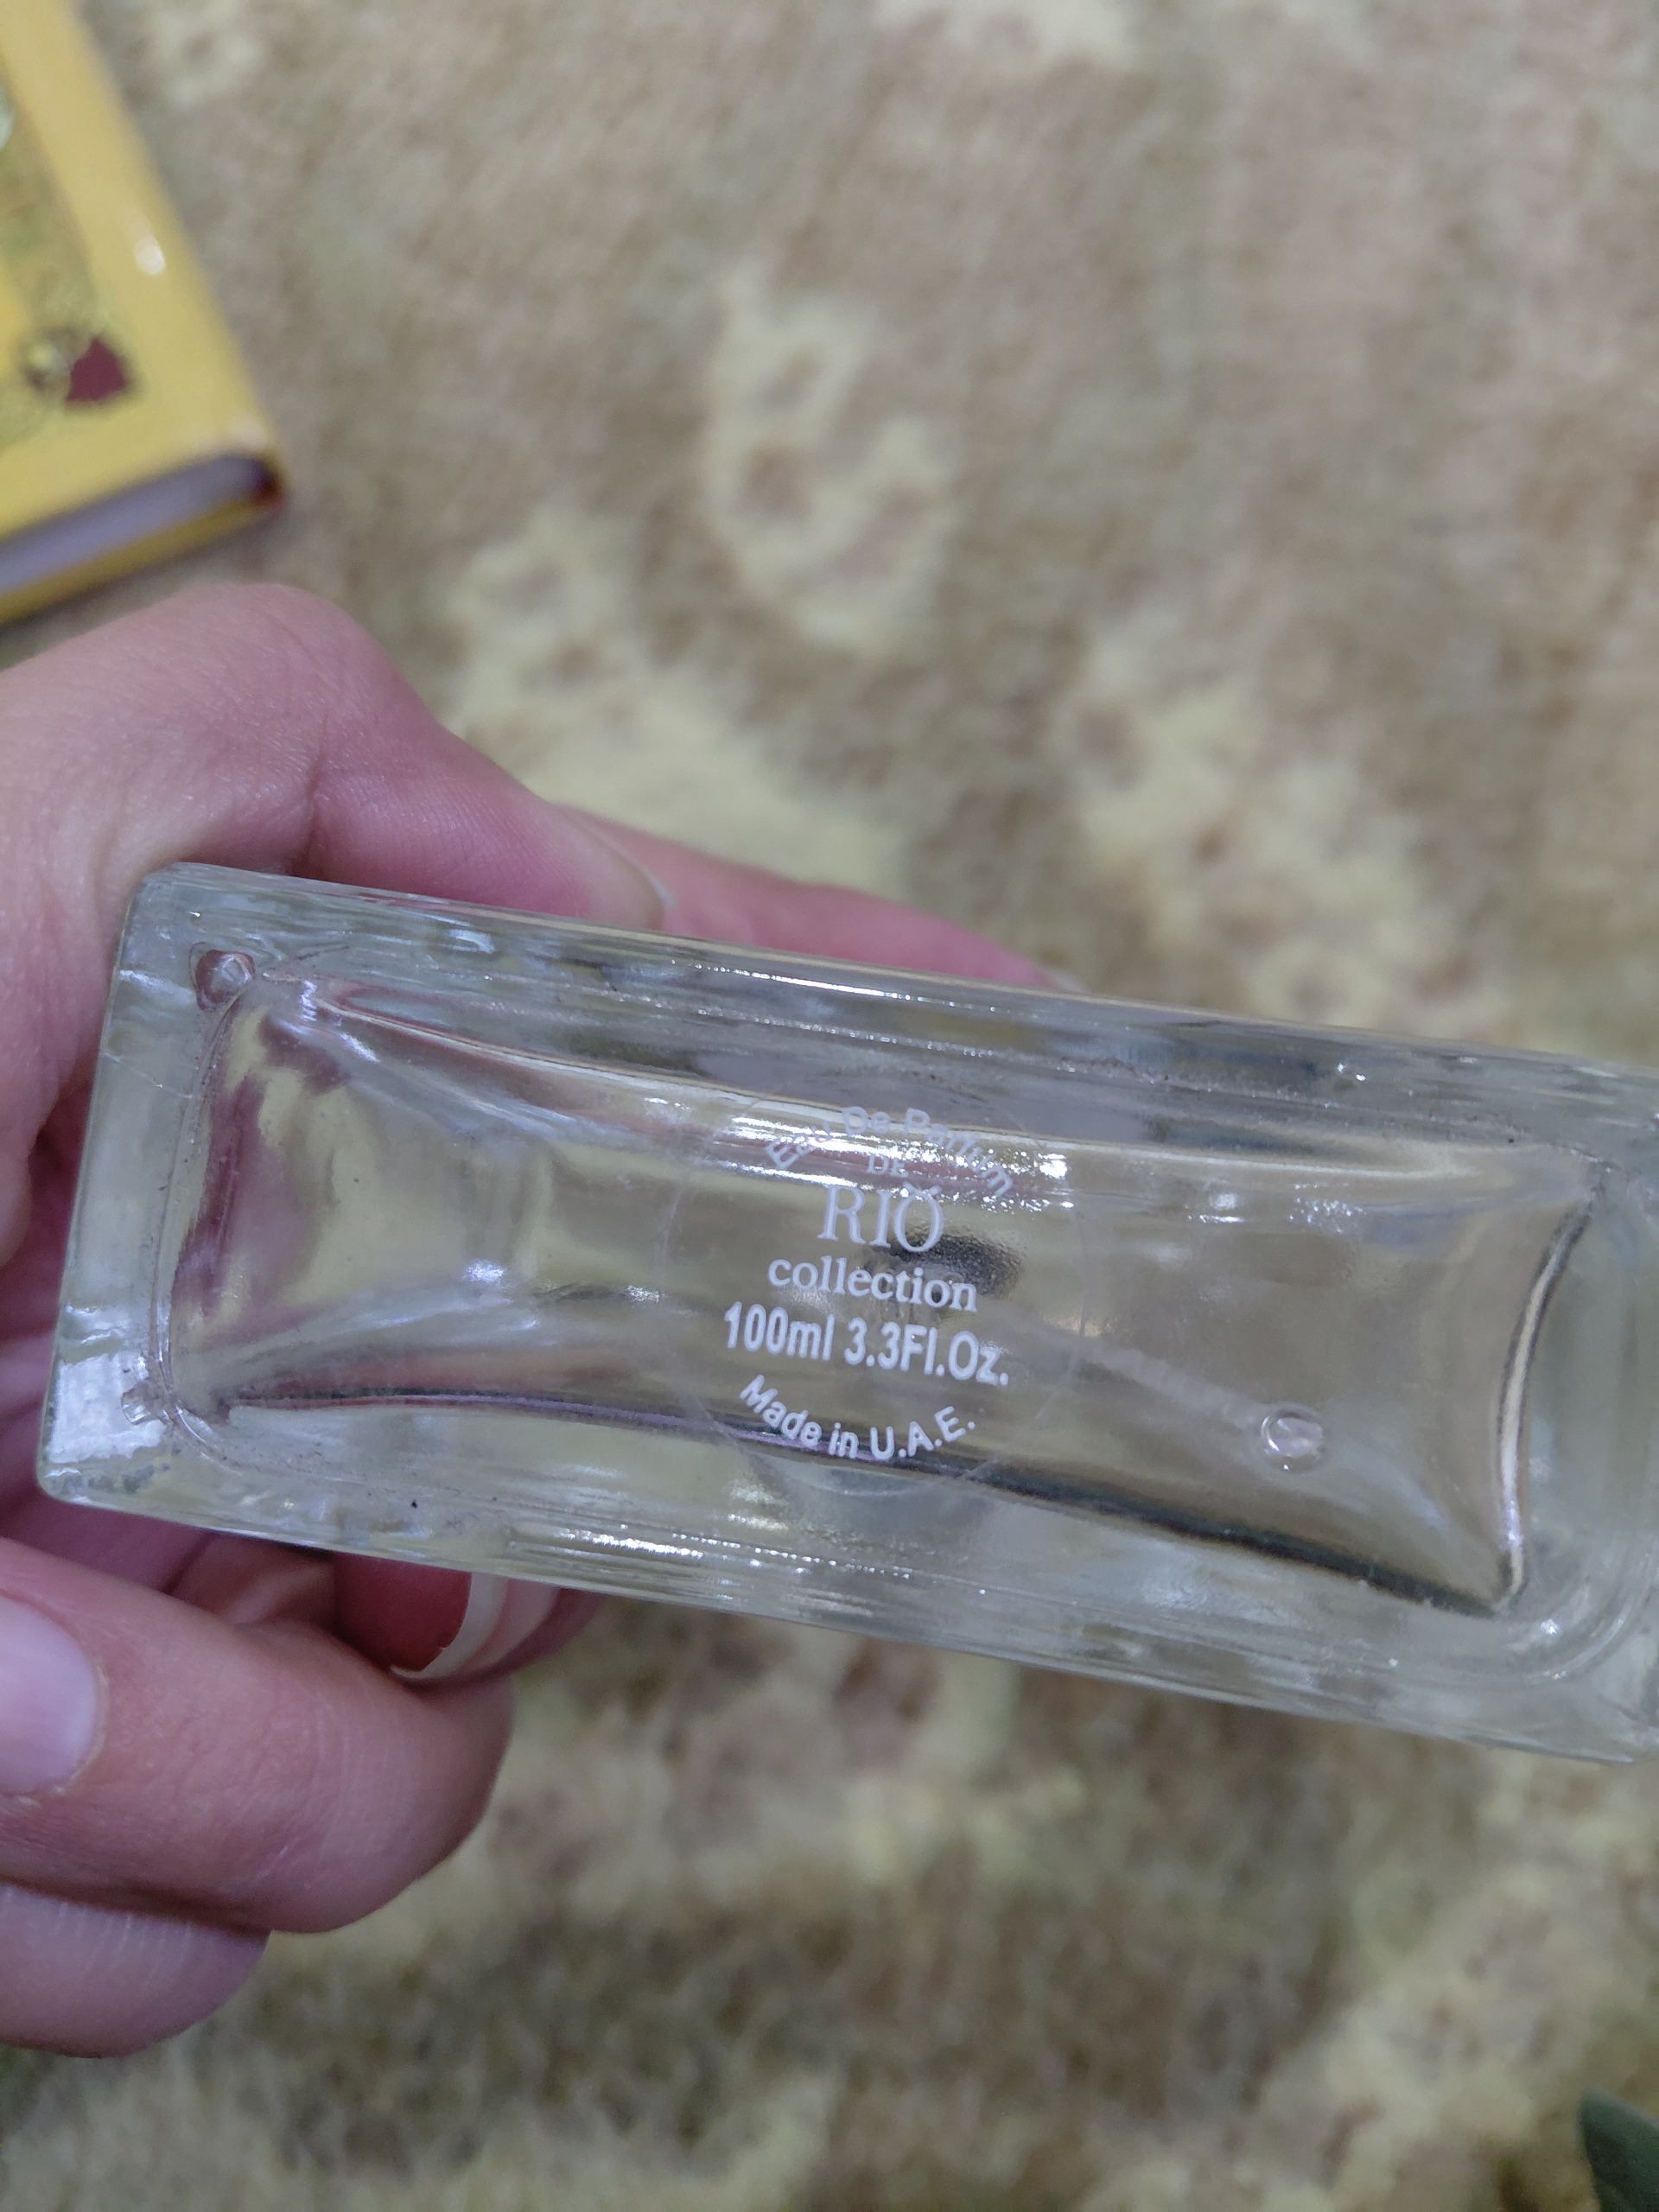 Eau De Parfum
DE
RIO
collection
100ml 3.3Fl.Oz.
Made in U.A.E.